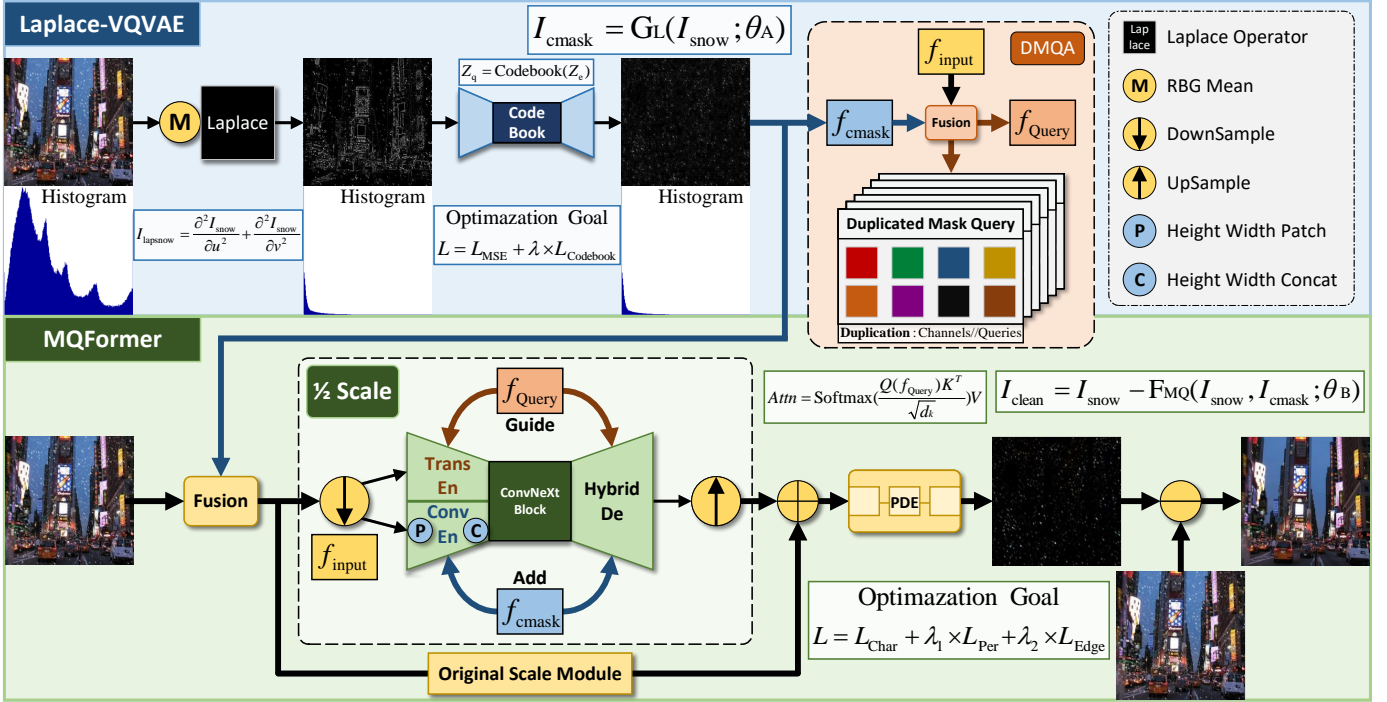 Laplace-VQVAE
I_cmask = G_L(I_snow; θ_A)
M
Laplace
Z_q = Codebook(Z_e)
Code
Book
Histogram
Histogram
Histogram
I_lapsnow = ∂²I_snow/∂u² + ∂²I_snow/∂v²
Optimazation Goal
L = L_MSE + λ × L_Codebook
DMQA
f_input
f_cmask
Fusion
f_Query
Duplicated Mask Query
Duplication : Channels//Queries
Lap
lace
Laplace Operator
M
RBG Mean
DownSample
UpSample
P
Height Width Patch
C
Height Width Concat
MQFormer
½ Scale
f_Query
Guide
Trans
En
Conv
En
P
C
ConvNeXt
Block
Hybrid
De
Fusion
f_input
Add
f_cmask
Original Scale Module
Attn = Softmax(Q(f_Query)K^T/√d_k)V
I_clean = I_snow − F_MQ(I_snow, I_cmask; θ_B)
PDE
Optimazation Goal
L = L_Char + λ₁ × L_Per + λ₂ × L_Edge